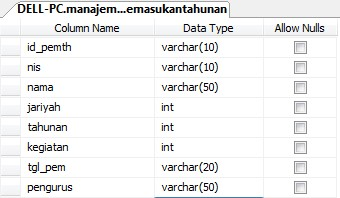 DELL-PC.manajem...emasukantahunan
Column Name Data Type Allow Nulls
id_pemth varchar(10)
nis varchar(10)
nama varchar(50)
jariyah int
tahunan int
kegiatan int
tgl_pem varchar(20)
pengurus varchar(50)